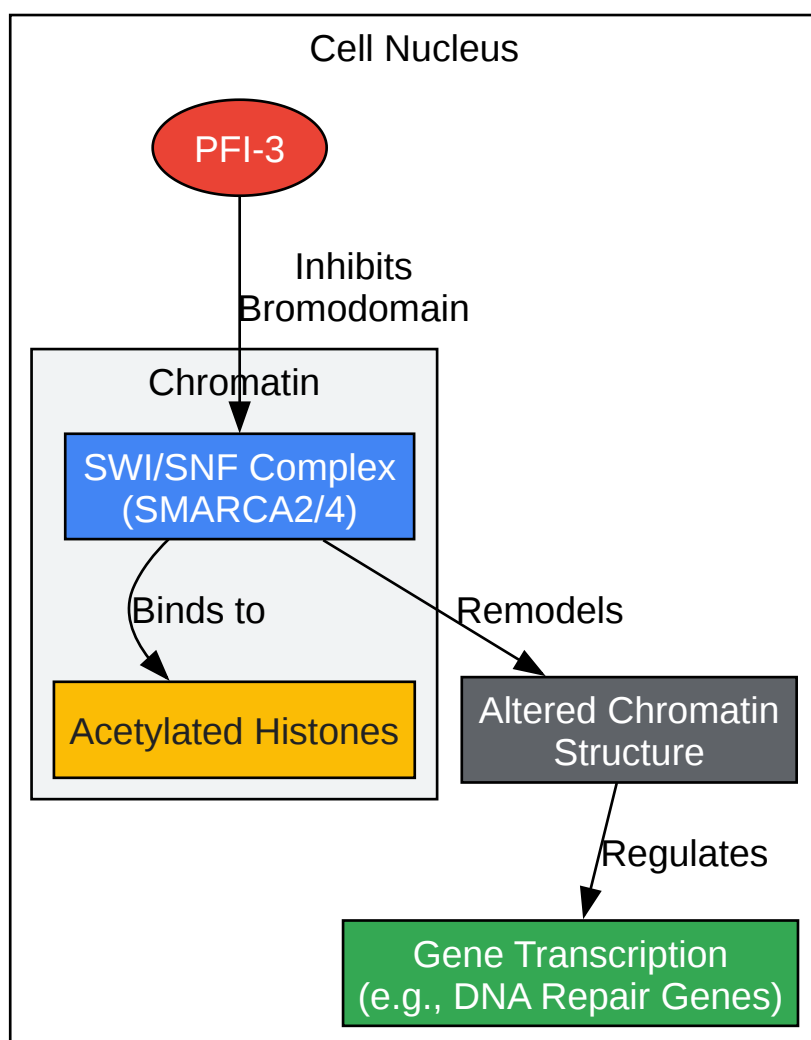 Cell Nucleus
PFI-3
Inhibits
Bromodomain
Chromatin
SWI/SNF Complex
(SMARCA2/4)
Binds to
Remodels
Acetylated Histones
Altered Chromatin
Structure
Regulates
Gene Transcription
(e.g., DNA Repair Genes)